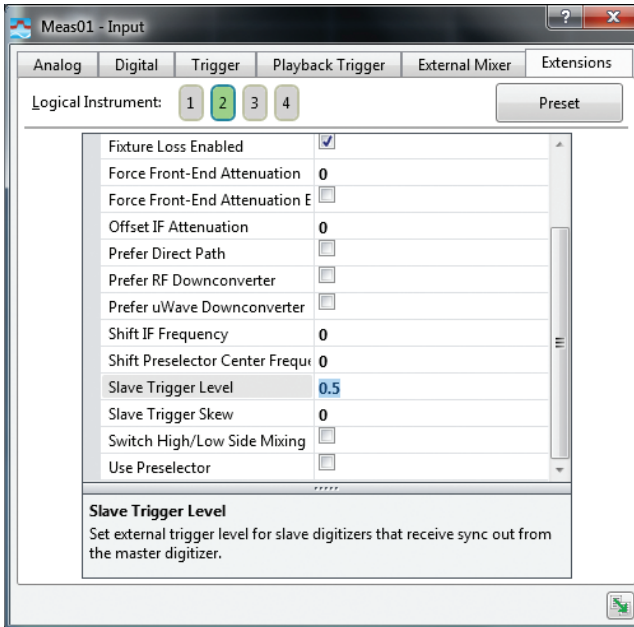 Meas01 - Input
Analog Digital Trigger Playback Trigger External Mixer Extensions
Logical Instrument: 1 2 3 4 Preset
Fixture Loss Enabled
Force Front-End Attenuation 0
Force Front-End Attenuation E
Offset IF Attenuation 0
Prefer Direct Path
Prefer RF Downconverter
Prefer uWave Downconverter
Shift IF Frequency 0
Shift Preselector Center Freque 0
Slave Trigger Level 0.5
Slave Trigger Skew 0
Switch High/Low Side Mixing
Use Preselector
Slave Trigger Level
Set external trigger level for slave digitizers that receive sync out from
the master digitizer.